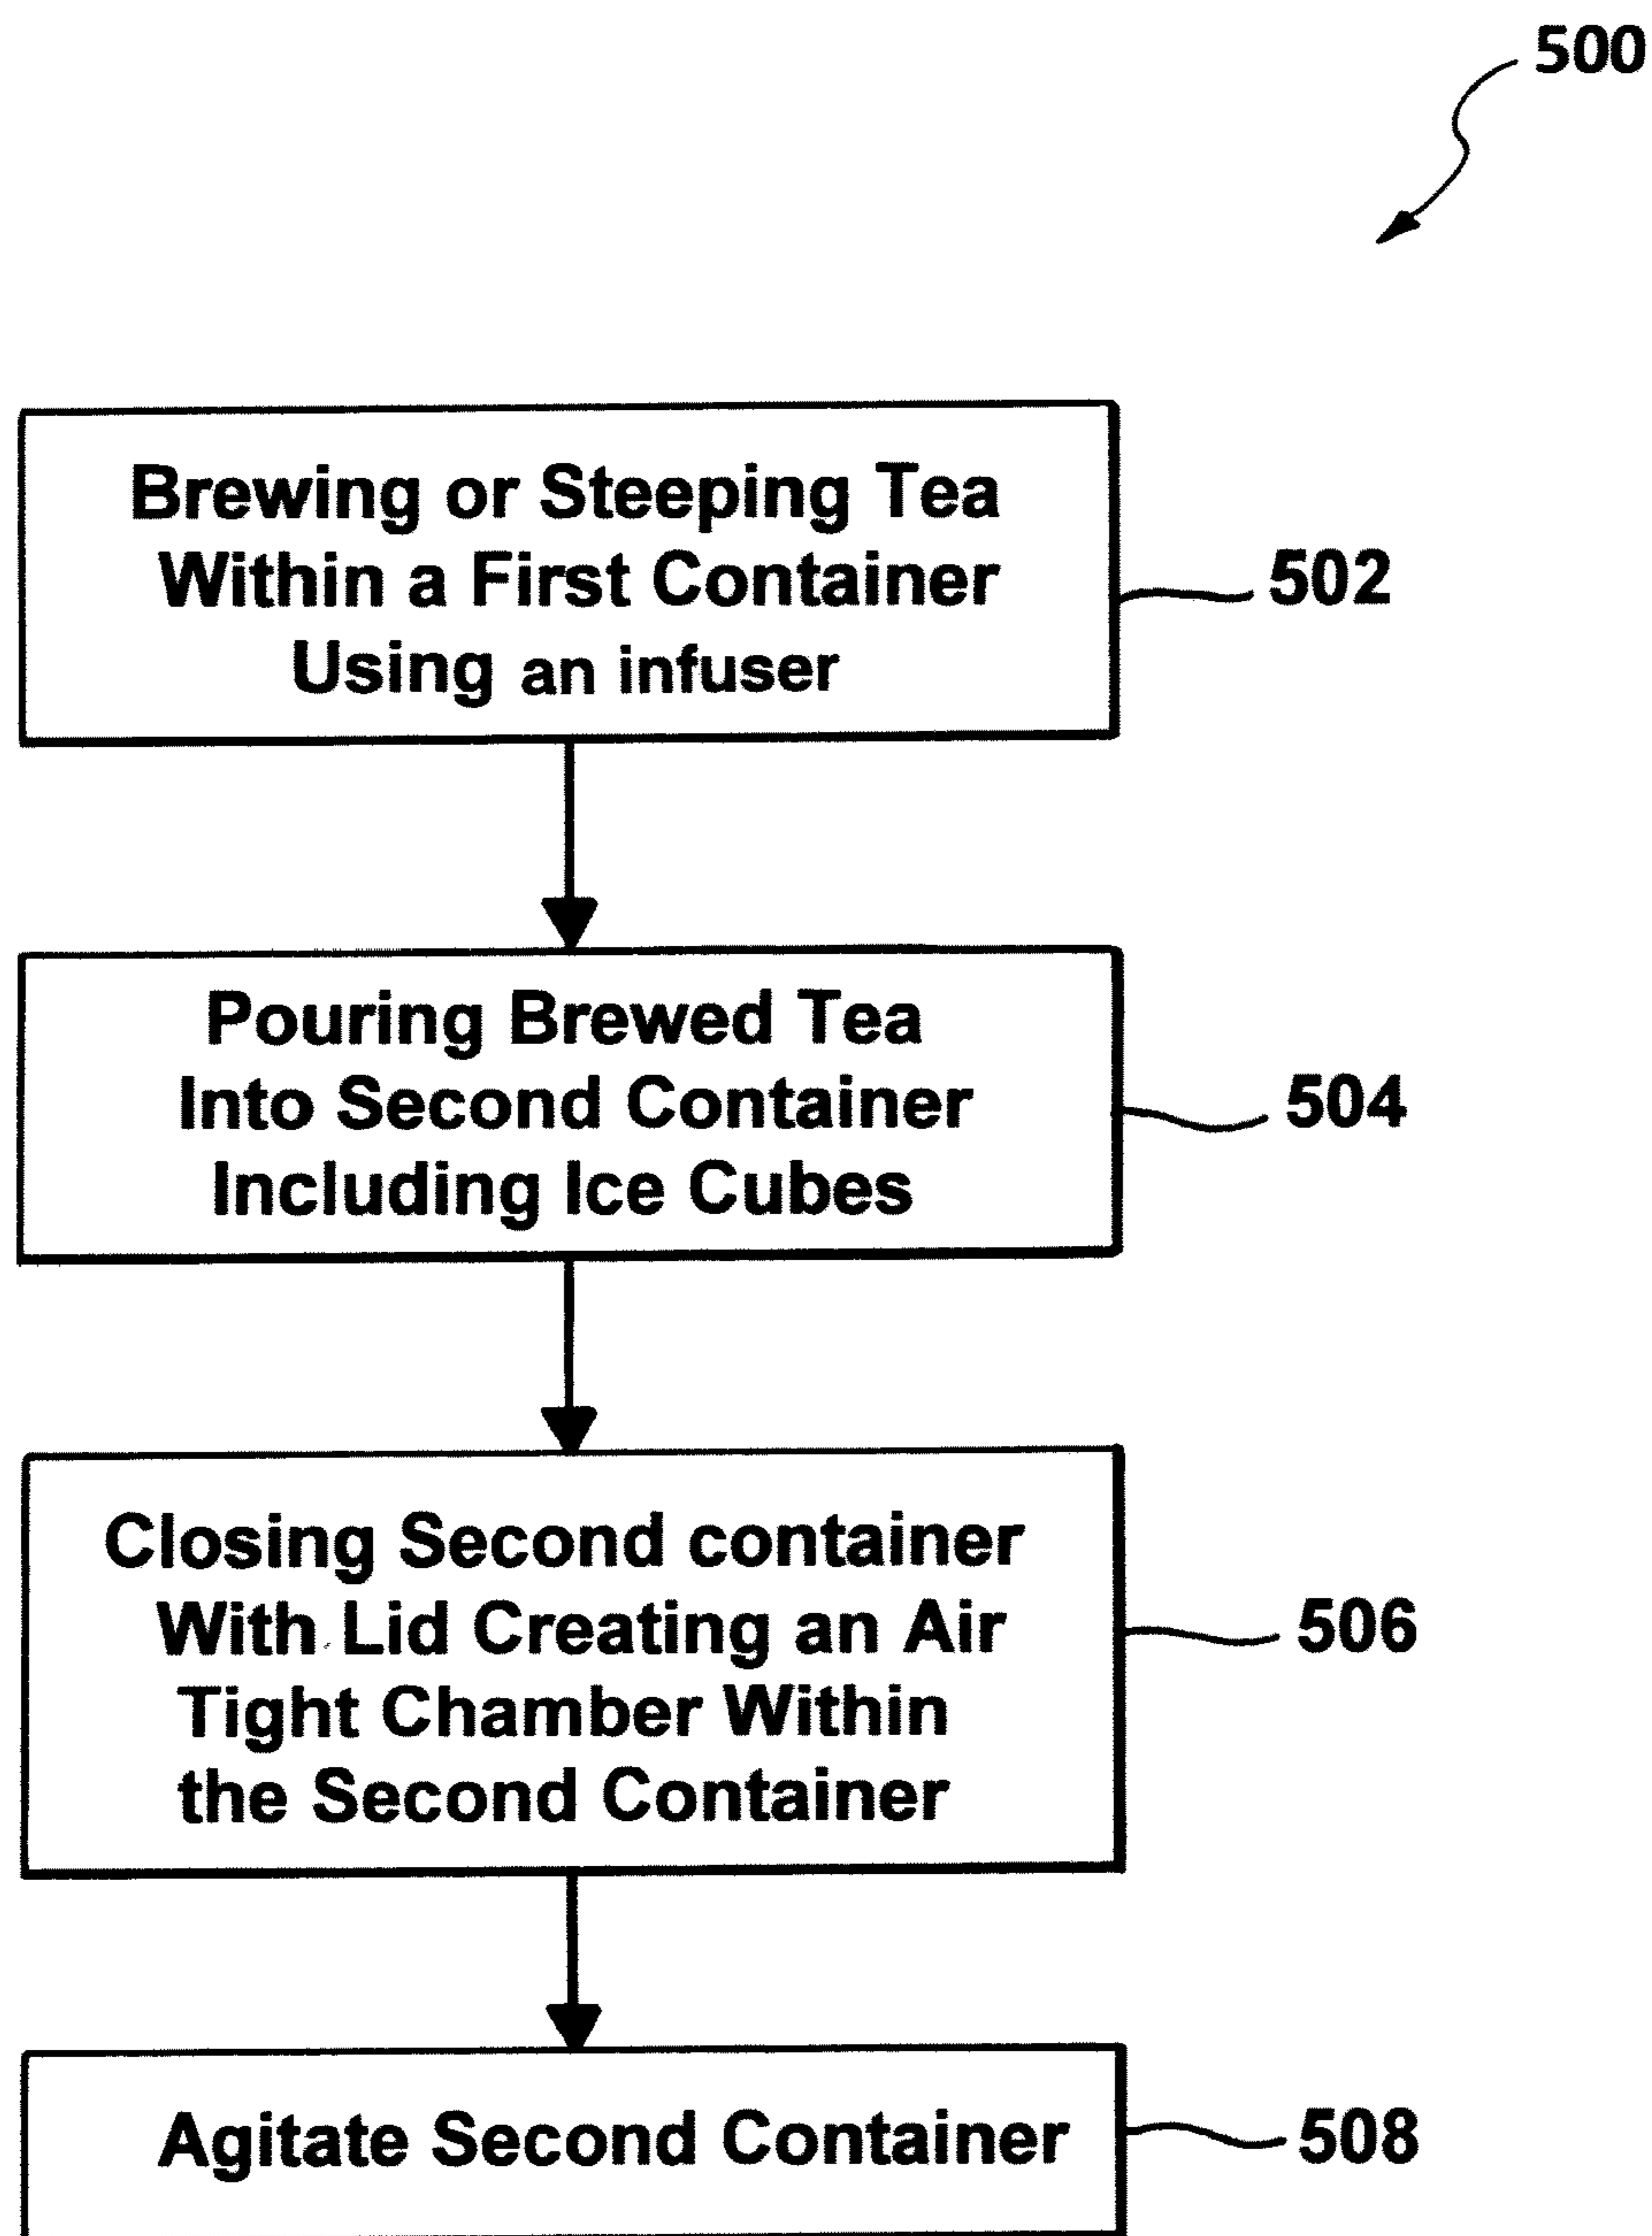 500
Brewing or Steeping Tea
Within a First Container
Using an infuser
502
Pouring Brewed Tea
Into Second Container
Including Ice Cubes
504
Closing Second container
With Lid Creating an Air
Tight Chamber Within
the Second Container
506
Agitate Second Container
508